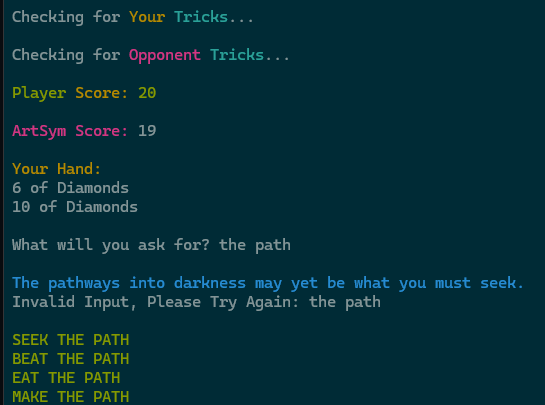 Checking for Your Tricks...
Checking for Opponent Tricks...
Player Score: 20
ArtSym Score: 19
Your Hand:
6 of Diamonds
10 of Diamonds
What will you ask for? the path
The pathways into darkness may yet be what you must seek.
Invalid Input, Please Try Again: the path
SEEK THE PATH
BEAT THE PATH
EAT THE PATH
MAKE THE PATH